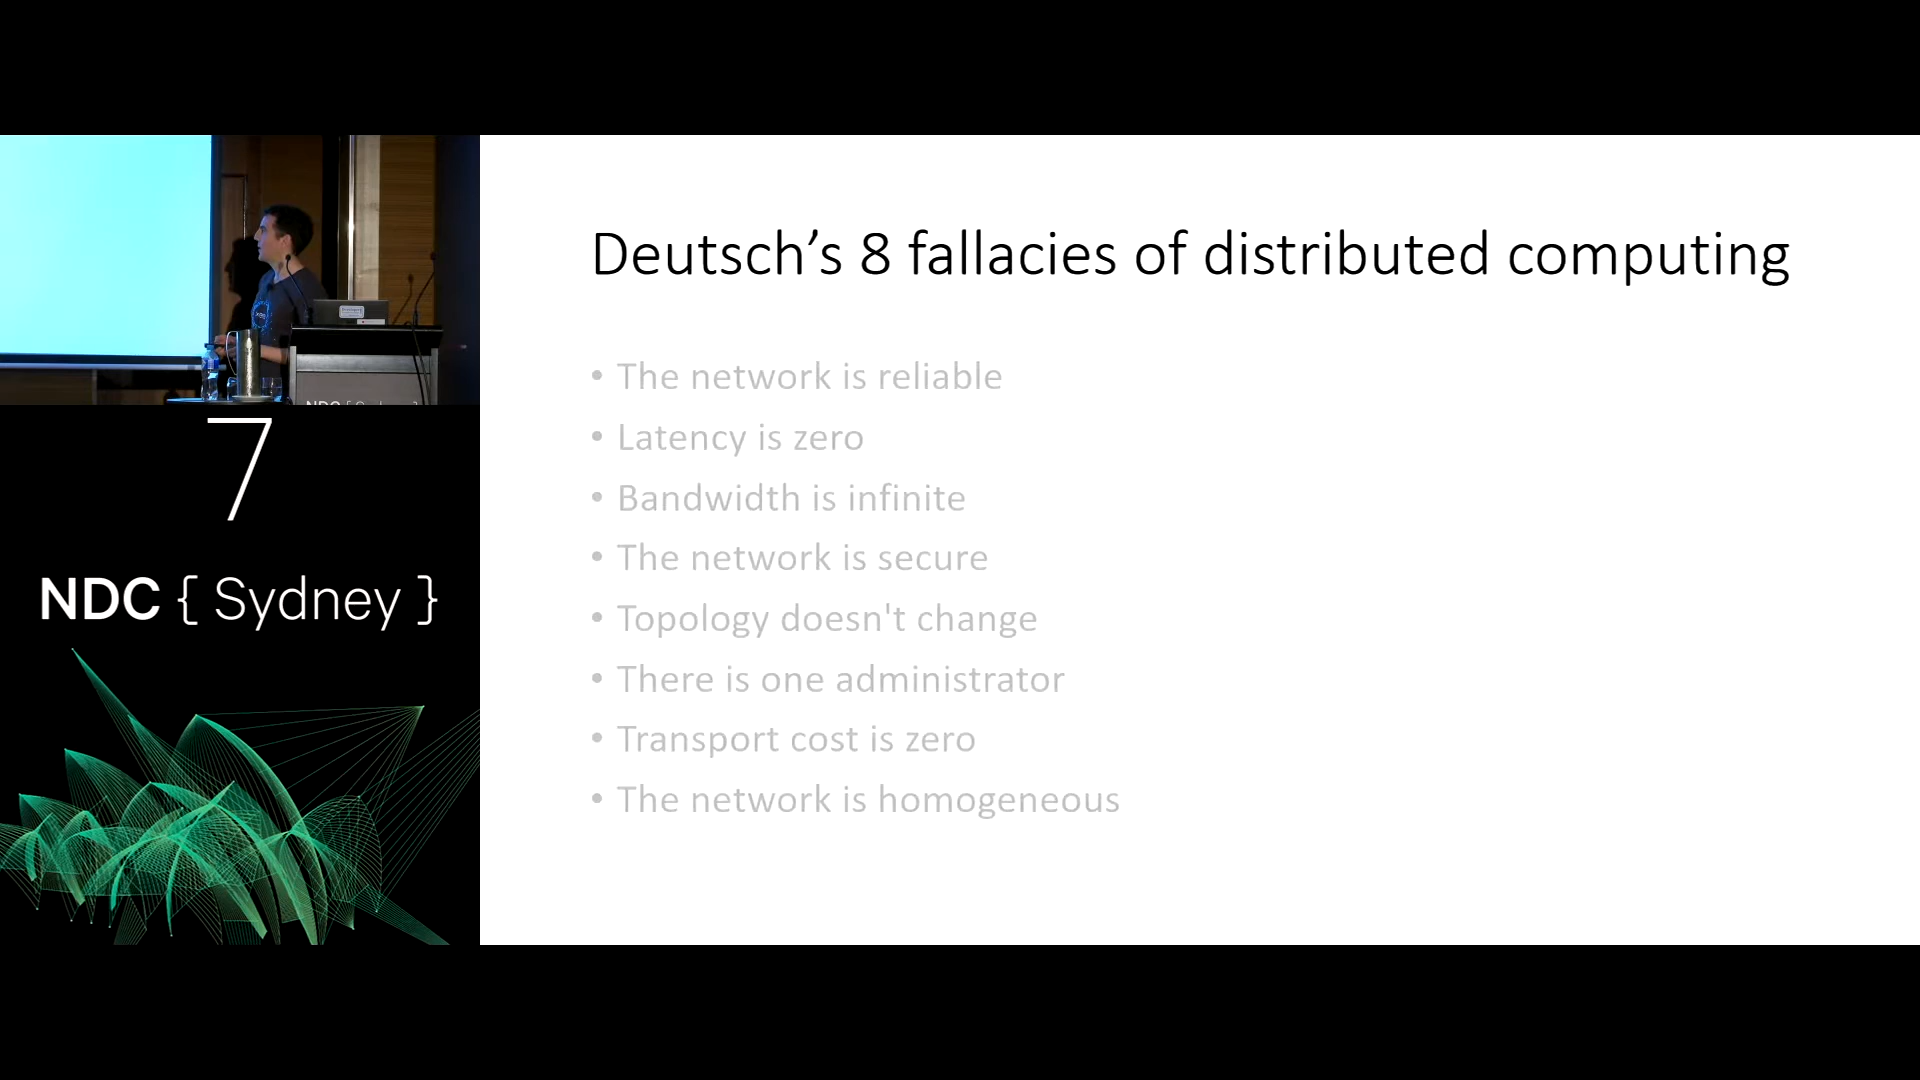 Deutsch’s 8 fallacies of distributed computing
• The network is reliable
• Latency is zero
• Bandwidth is infinite
• The network is secure
• Topology doesn't change
• There is one administrator
• Transport cost is zero
• The network is homogeneous
7
NDC { Sydney }